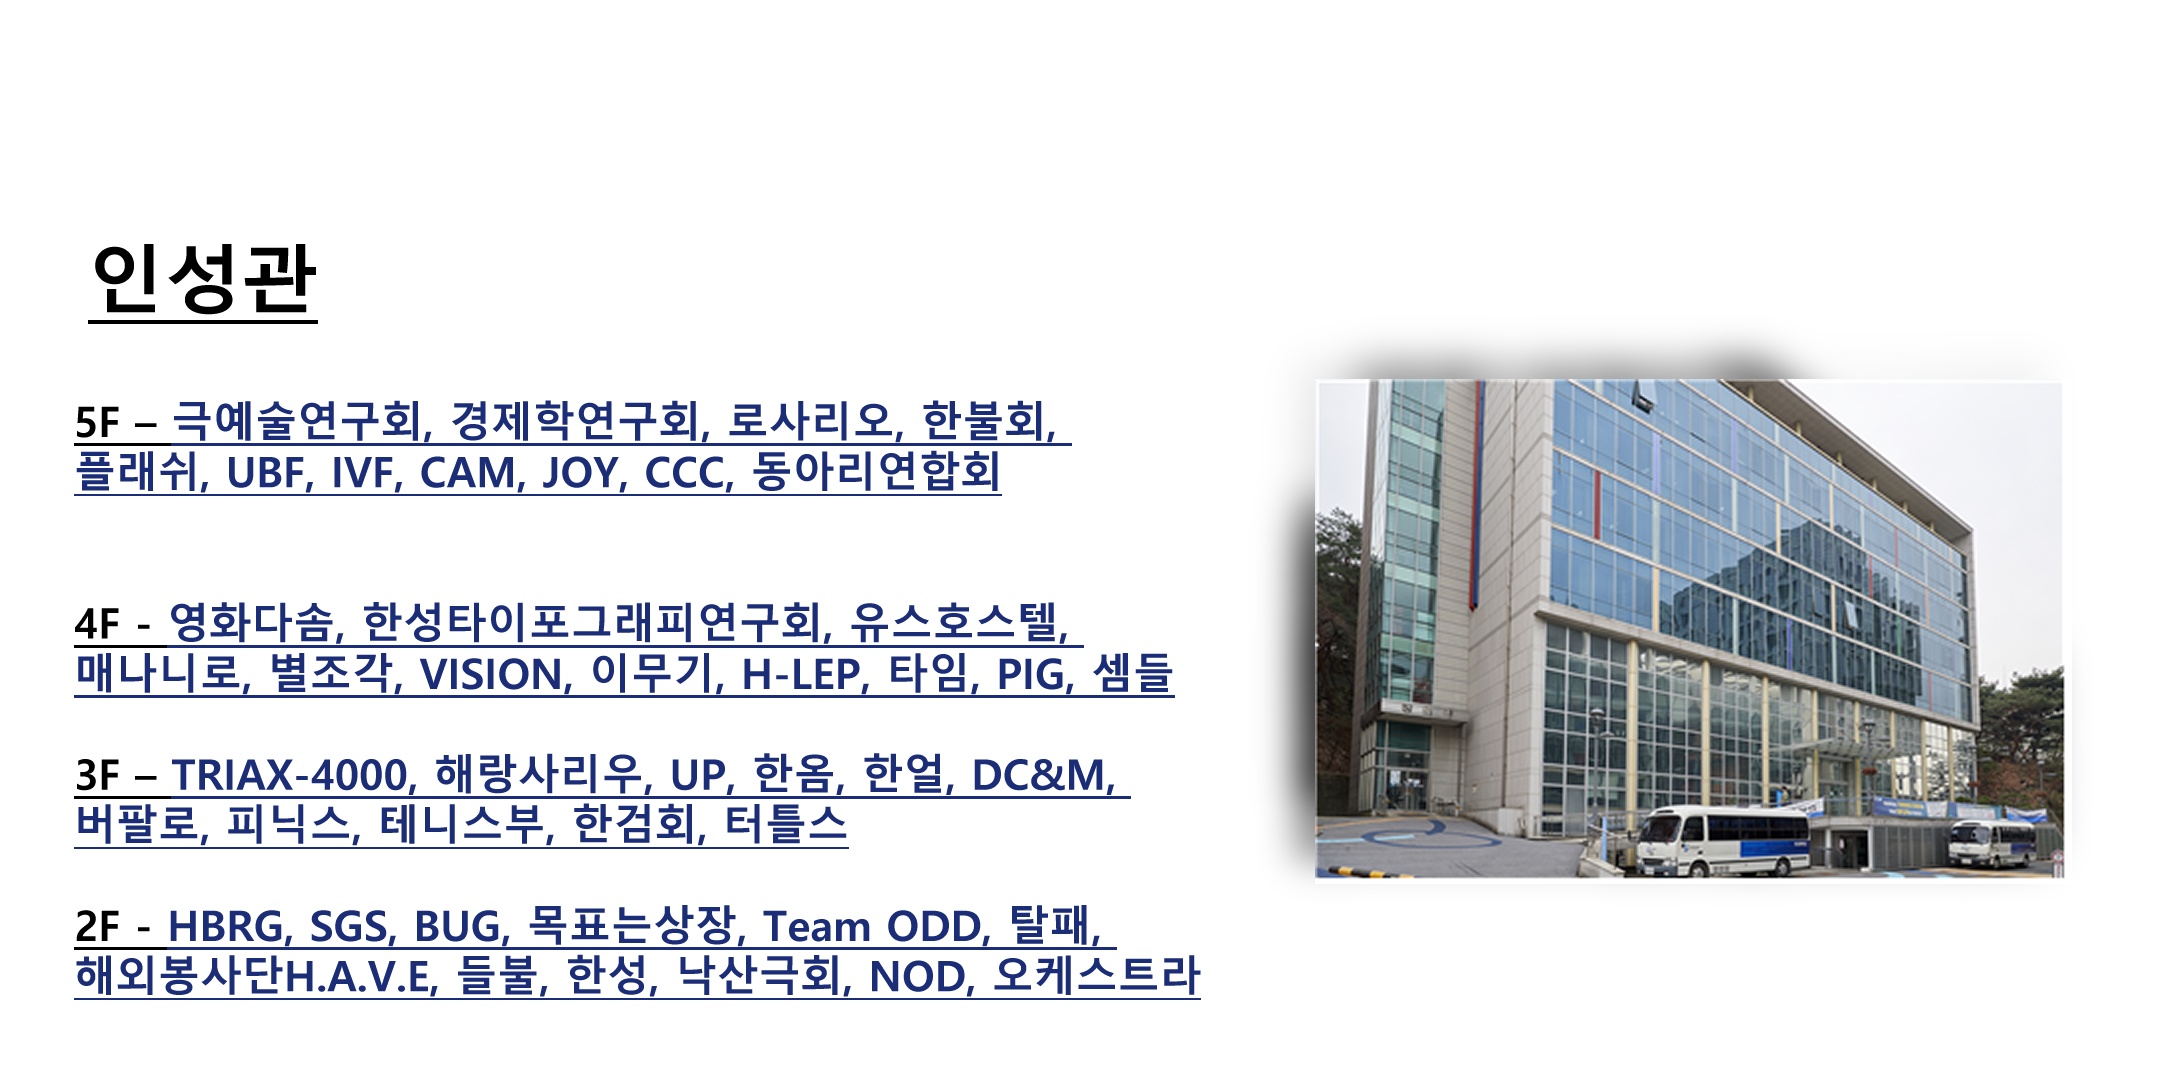 인성관
5F – 극예술연구회, 경제학연구회, 로사리오, 한불회,
플래쉬, UBF, IVF, CAM, JOY, CCC, 동아리연합회
4F - 영화다솜, 한성타이포그래피연구회, 유스호스텔,
매나니로, 별조각, VISION, 이무기, H-LEP, 타임, PIG, 셈들
3F – TRIAX-4000, 해랑사리우, UP, 한옴, 한얼, DC&M,
버팔로, 피닉스, 테니스부, 한검회, 터틀스
2F - HBRG, SGS, BUG, 목표는상장, Team ODD, 탈패,
해외봉사단H.A.V.E, 들불, 한성, 낙산극회, NOD, 오케스트라